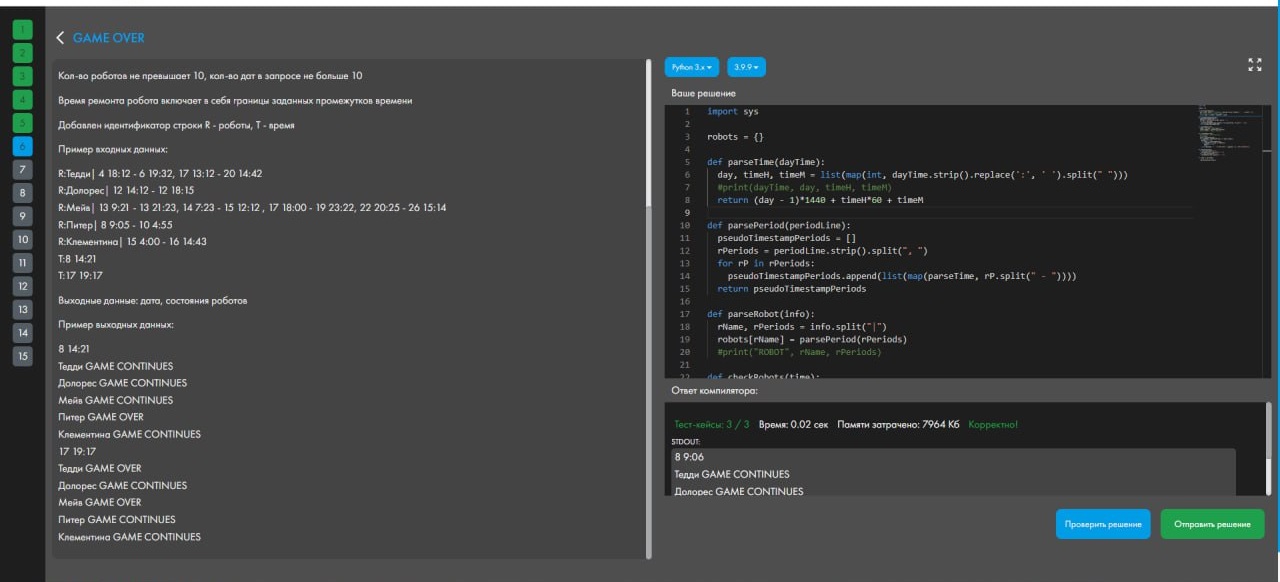 1
2
3
4
5
6
7
8
9
10
11
12
13
14
15
GAME OVER
Кол-во роботов не превышает 10, кол-во дат в запросе не больше 10
Время ремонта робота включает в себя границы заданных промежутков времени
Добавлен идентификатор строки R - роботы, T - время
Пример входных данных:
R:Тедди| 4 18:12 - 6 19:32, 17 13:12 - 20 14:42
R:Долорес| 12 14:12 - 12 18:15
R:Мейв| 13 9:21 - 13 21:23, 14 7:23 - 15 12:12 , 17 18:00 - 19 23:22, 22 20:25 - 26 15:14
R:Питер| 8 9:05 - 10 4:55
R:Клементина| 15 4:00 - 16 14:43
T:8 14:21
T:17 19:17
Выходные данные: дата, состояния роботов
Пример выходных данных:
8 14:21
Тедди GAME CONTINUES
Долорес GAME CONTINUES
Мейв GAME CONTINUES
Питер GAME OVER
Клементина GAME CONTINUES
17 19:17
Тедди GAME OVER
Долорес GAME CONTINUES
Мейв GAME OVER
Питер GAME CONTINUES
Клементина GAME CONTINUES
Python 3.x 3.9.9
Ваше решение
1 import sys
2
3 robots = {}
4
5 def parseTime(dayTime):
6 day, timeH, timeM = list(map(int, dayTime.strip().replace(':', ' ').split(" ")))
7 #print(dayTime, day, timeH, timeM)
8 return (day - 1)*1440 + timeH*60 + timeM
9
10 def parsePeriod(periodLine):
11 pseudoTimestampPeriods = []
12 rPeriods = periodLine.strip().split(", ")
13 for rP in rPeriods:
14 pseudoTimestampPeriods.append(list(map(parseTime, rP.split(" - "))))
15 return pseudoTimestampPeriods
16
17 def parseRobot(info):
18 rName, rPeriods = info.split("|")
19 robots[rName] = parsePeriod(rPeriods)
20 #print("ROBOT", rName, rPeriods)
21
22 def checkRobots(time):
Ответ компилятора:
Тест-кейсы: 3 / 3 Время: 0.02 сек Памяти затрачено: 7964 Кб Корректно!
STDOUT:
8 9:06
Тедди GAME CONTINUES
Долорес GAME CONTINUES
Проверить решение
Отправить решение